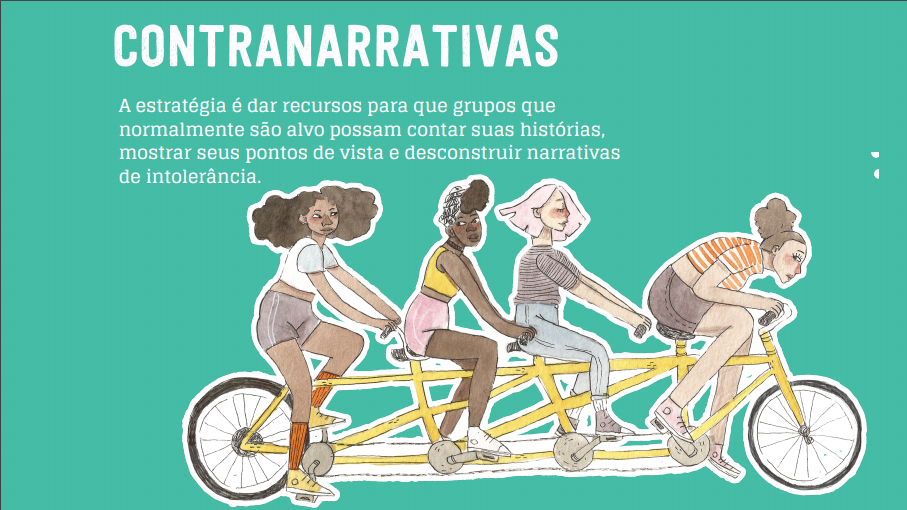 CONTRANARRATIVAS
A estratégia é dar recursos para que grupos que
normalmente são alvo possam contar suas histórias,
mostrar seus pontos de vista e desconstruir narrativas
de intolerância.